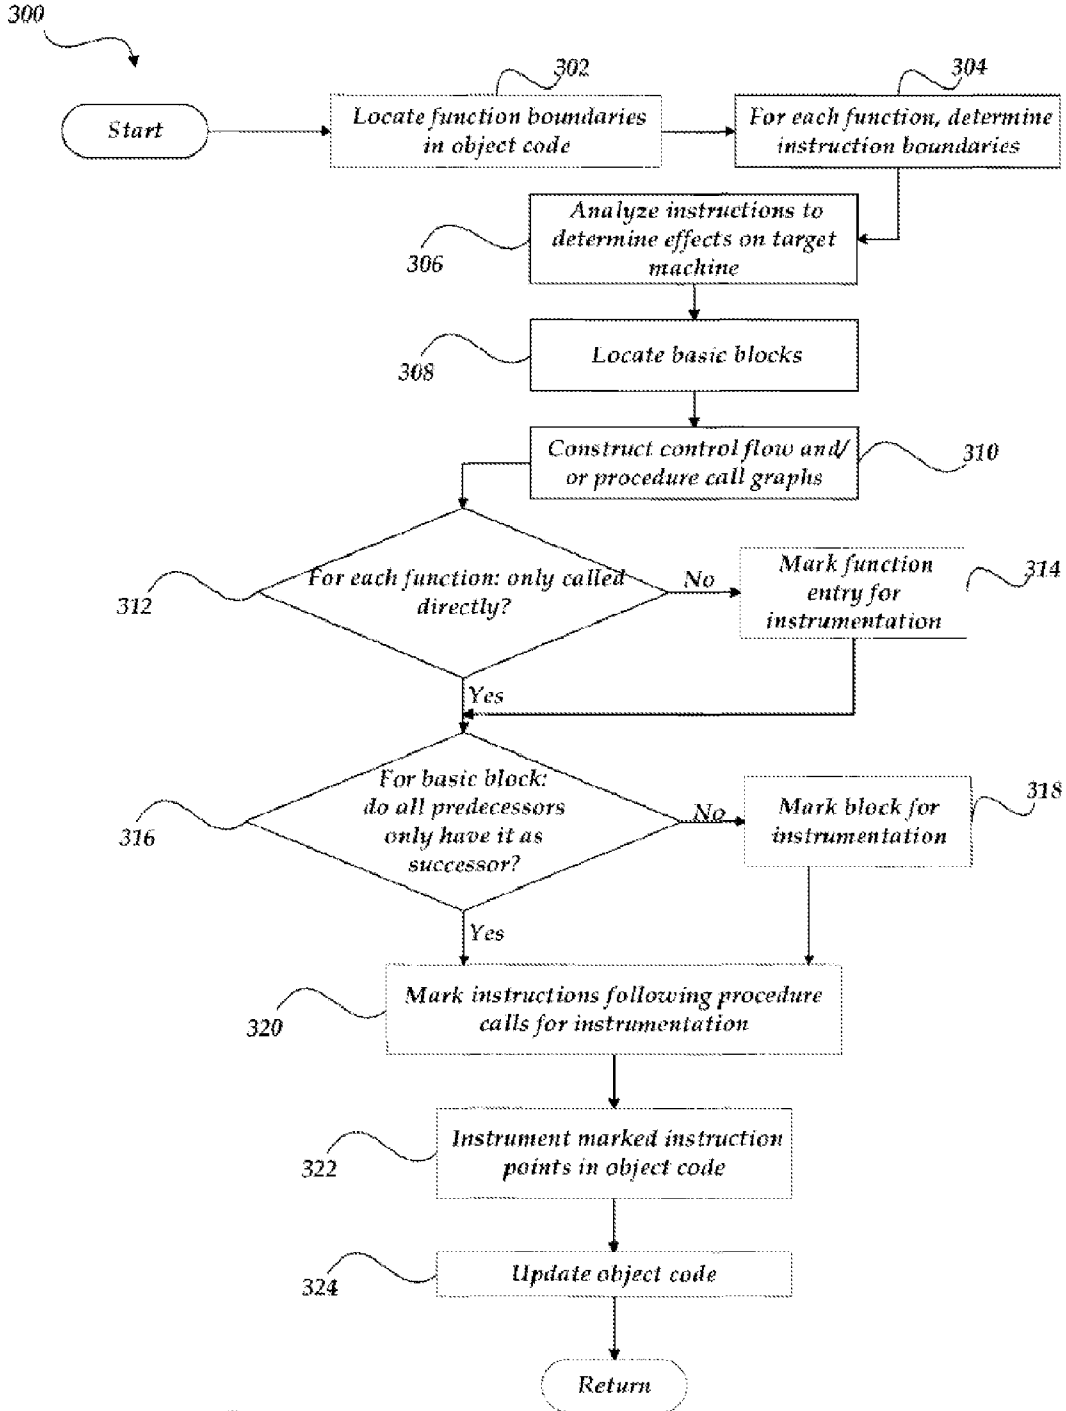 300
302
304
Start
Locate function boundaries
in object code
For each function, determine
instruction boundaries
Analyze instructions to
determine effects on target
machine
306
Locate basic blocks
308
Construct control flow and/
or procedure call graphs
310
For each function: only called
directly?
312
No
Mark function
entry for
instrumentation
314
Yes
For basic block:
do all predecessors
only have it as
successor?
316
No
Mark block for
instrumentation
318
Yes
Mark instructions following procedure
calls for instrumentation
320
Instrument marked instruction
points in object code
322
Update object code
324
Return